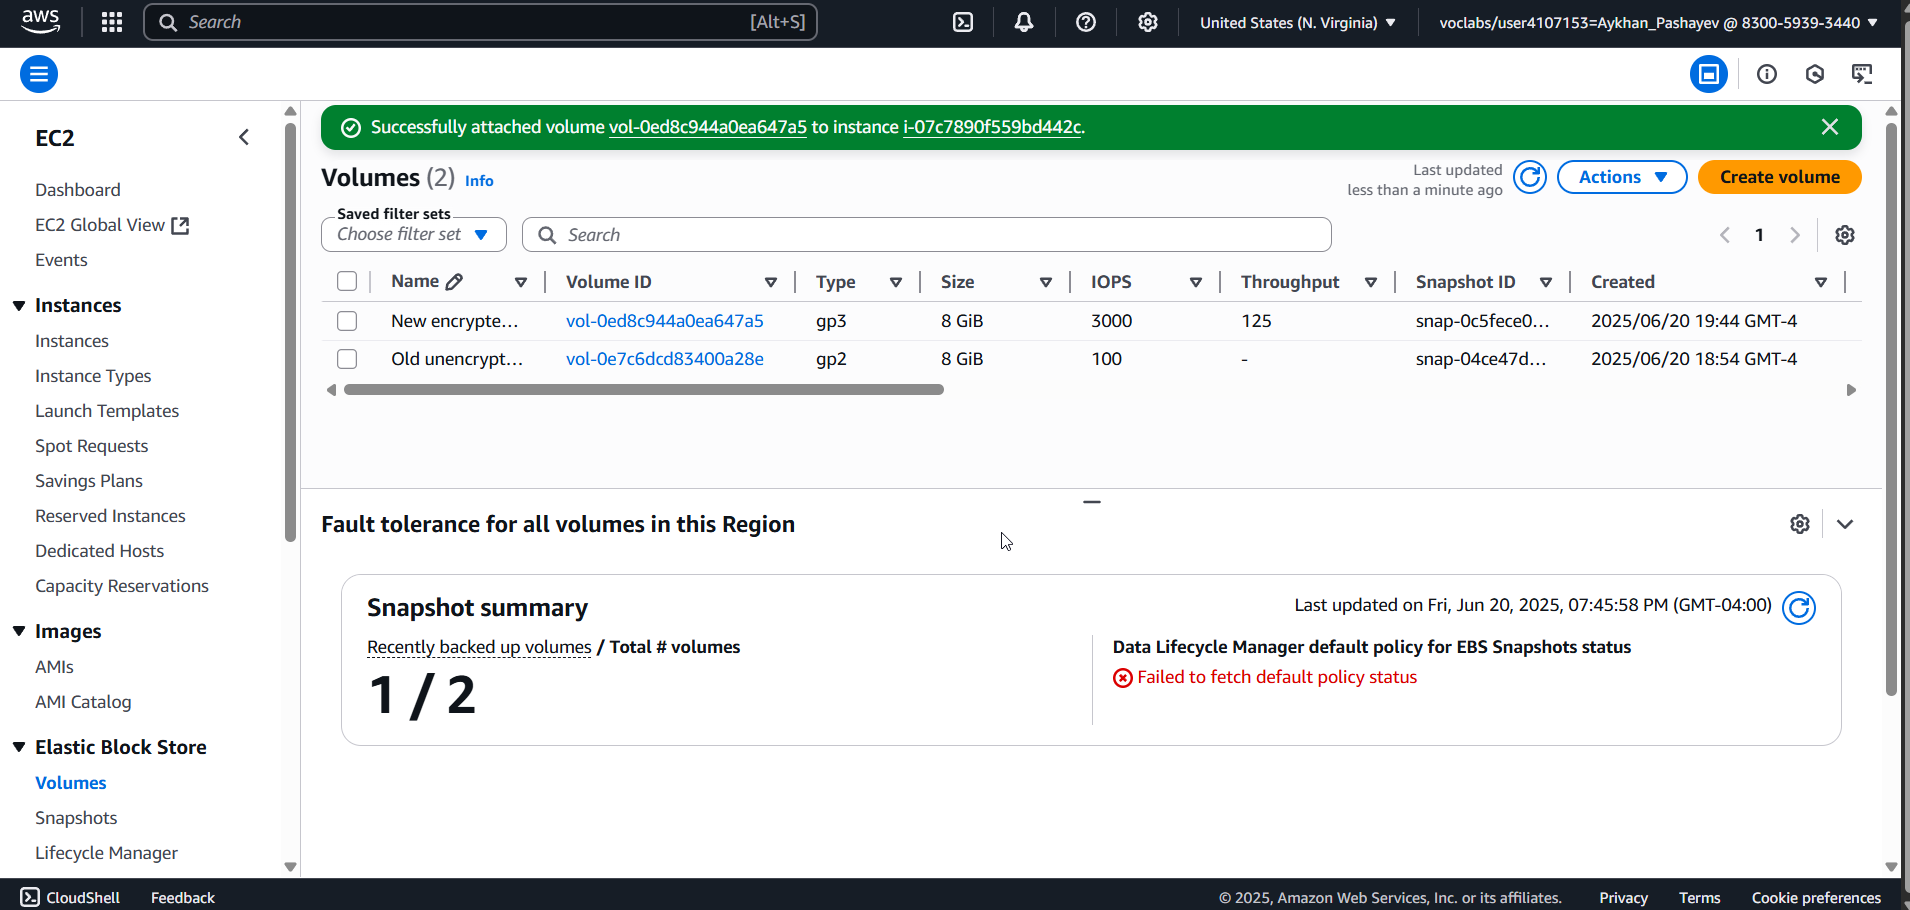 aws
Search
[Alt+S]
United States (N. Virginia)
voclabs/user4107153=Aykhan_Pashayev @ 8300-5939-3440
EC2
Dashboard
EC2 Global View
Events
Instances
Instances
Instance Types
Launch Templates
Spot Requests
Savings Plans
Reserved Instances
Dedicated Hosts
Capacity Reservations
Images
AMIs
AMI Catalog
Elastic Block Store
Volumes
Snapshots
Lifecycle Manager
Successfully attached volume vol-0ed8c944a0ea647a5 to instance i-07c7890f559bd442c.
Volumes (2) Info
Last updated
less than a minute ago
Actions
Create volume
Saved filter sets
Choose filter set
Search
1
Name Volume ID Type Size IOPS Throughput Snapshot ID Created
New encrypte... vol-0ed8c944a0ea647a5 gp3 8 GiB 3000 125 snap-0c5fece0... 2025/06/20 19:44 GMT-4
Old unencrypt... vol-0e7c6dcd83400a28e gp2 8 GiB 100 - snap-04ce47d... 2025/06/20 18:54 GMT-4
Fault tolerance for all volumes in this Region
Snapshot summary
Last updated on Fri, Jun 20, 2025, 07:45:58 PM (GMT-04:00)
Recently backed up volumes / Total # volumes
1 / 2
Data Lifecycle Manager default policy for EBS Snapshots status
Failed to fetch default policy status
CloudShell
Feedback
© 2025, Amazon Web Services, Inc. or its affiliates.
Privacy
Terms
Cookie preferences